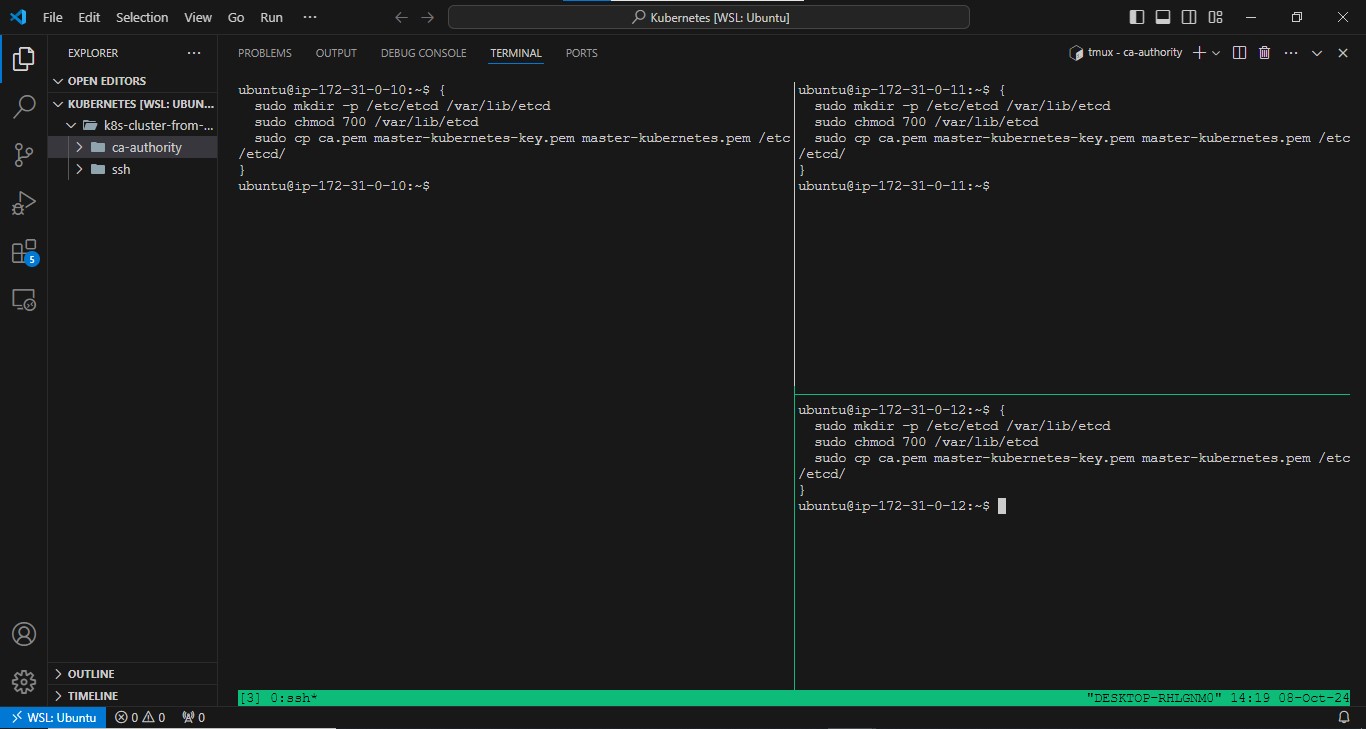 File Edit Selection View Go Run ···
Kubernetes [WSL: Ubuntu]
EXPLORER ···
OPEN EDITORS
KUBERNETES [WSL: UBUN...
k8s-cluster-from-...
ca-authority
ssh
5
OUTLINE
TIMELINE
PROBLEMS OUTPUT DEBUG CONSOLE TERMINAL PORTS
tmux - ca-authority
ubuntu@ip-172-31-0-10:~$ {
sudo mkdir -p /etc/etcd /var/lib/etcd
sudo chmod 700 /var/lib/etcd
sudo cp ca.pem master-kubernetes-key.pem master-kubernetes.pem /etc
/etcd/
}
ubuntu@ip-172-31-0-10:~$
ubuntu@ip-172-31-0-11:~$ {
sudo mkdir -p /etc/etcd /var/lib/etcd
sudo chmod 700 /var/lib/etcd
sudo cp ca.pem master-kubernetes-key.pem master-kubernetes.pem /etc
/etcd/
}
ubuntu@ip-172-31-0-11:~$
ubuntu@ip-172-31-0-12:~$ {
sudo mkdir -p /etc/etcd /var/lib/etcd
sudo chmod 700 /var/lib/etcd
sudo cp ca.pem master-kubernetes-key.pem master-kubernetes.pem /etc
/etcd/
}
ubuntu@ip-172-31-0-12:~$
[3] 0:ssh* "DESKTOP-RHLGNM0" 14:19 08-Oct-24
WSL: Ubuntu 0 0 0